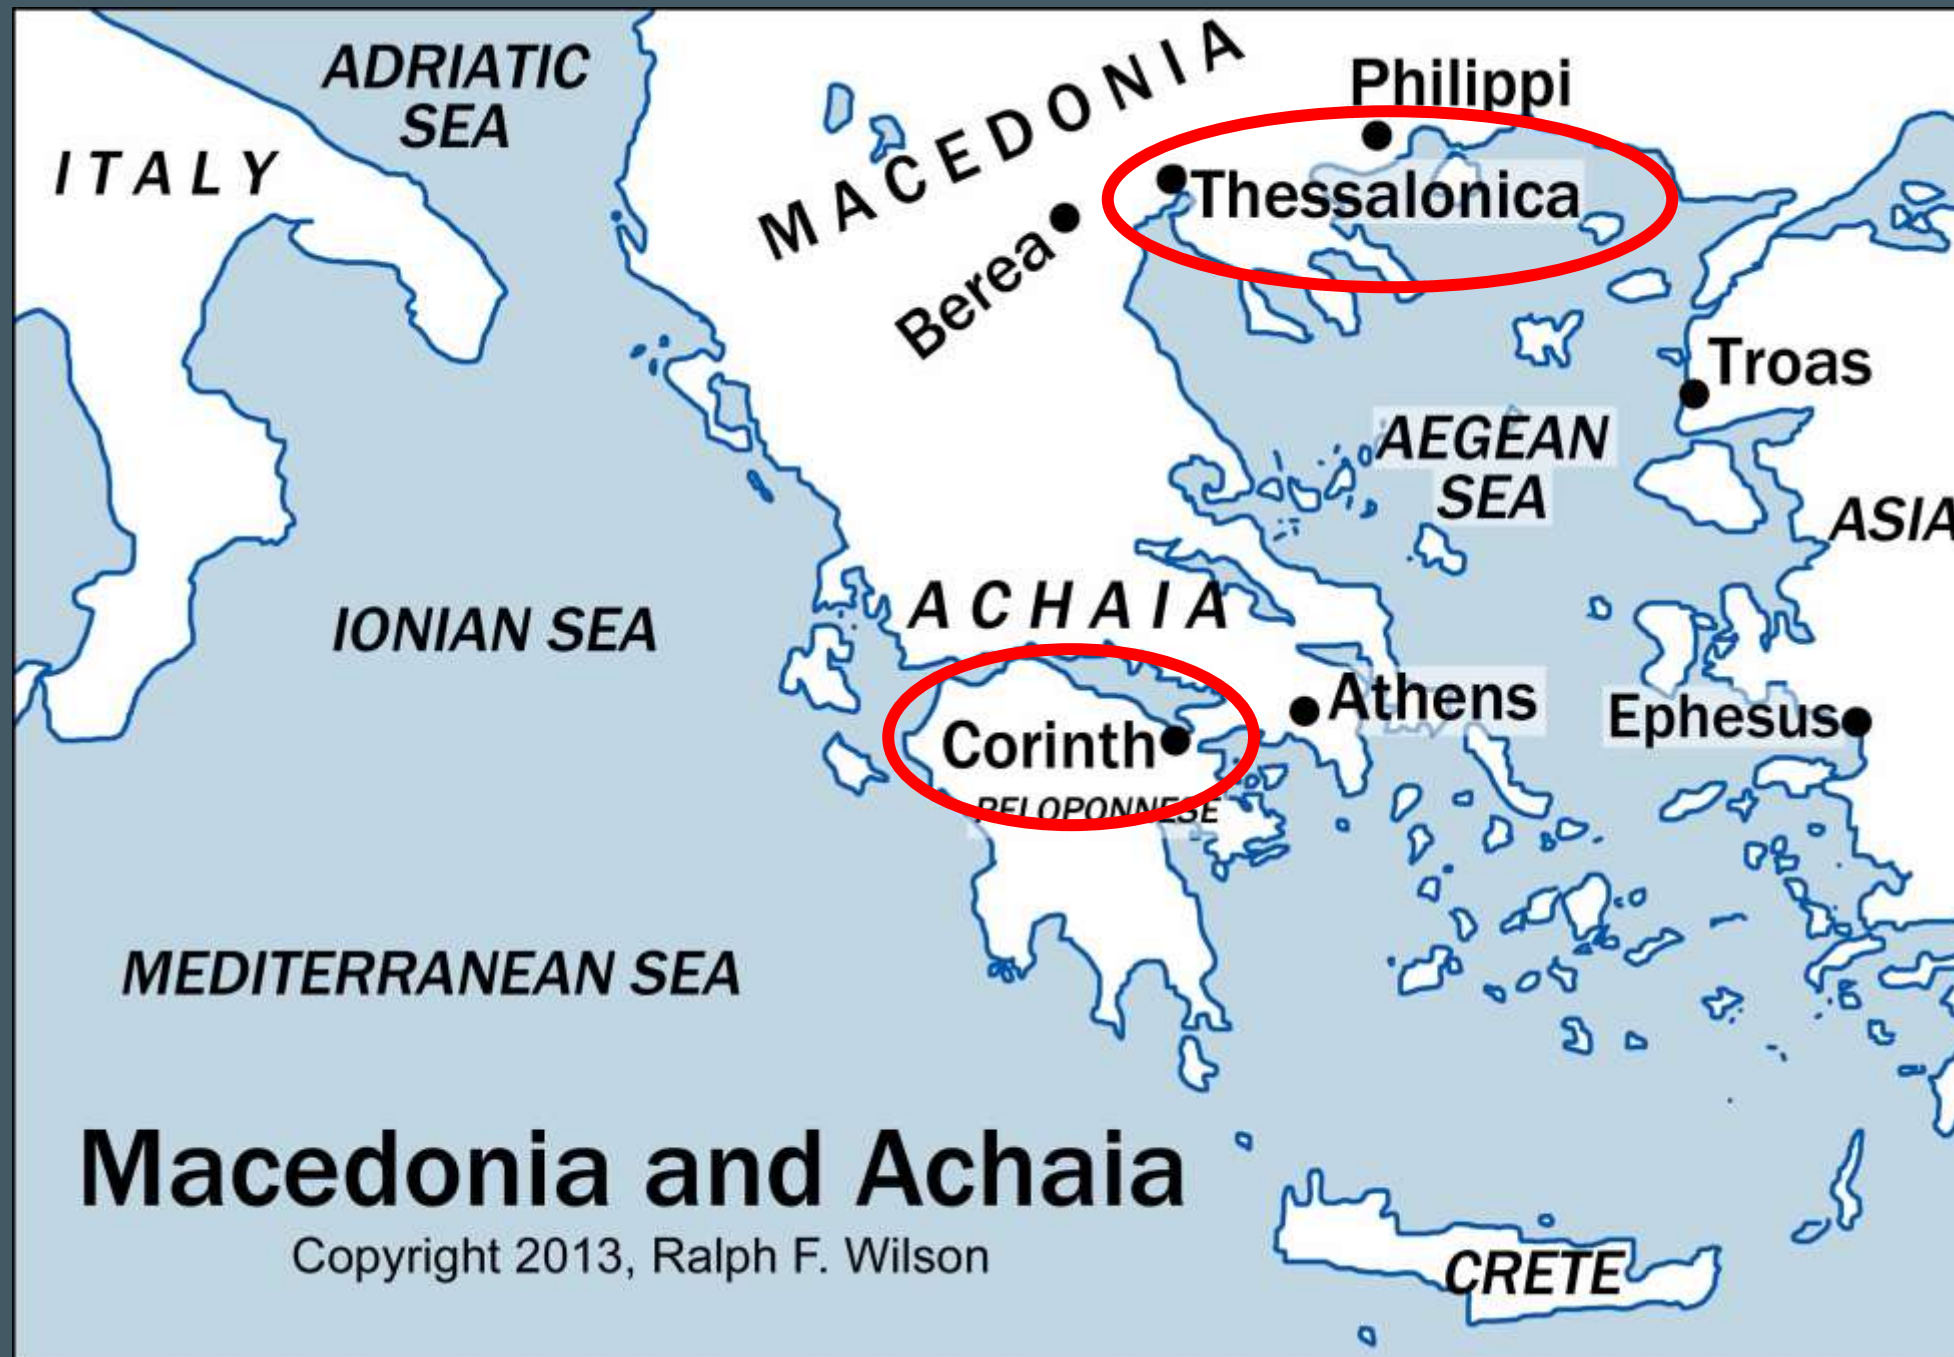 ADRIATIC
SEA
ITALY
MACEDONIA
Philippi
Thessalonica
Berea
Troas
AEGEAN
SEA
ASIA
IONIAN SEA
ACHAIA
Corinth
Athens
Ephesus
PELOPONNESE
MEDITERRANEAN SEA
Macedonia and Achaia
Copyright 2013, Ralph F. Wilson
CRETE